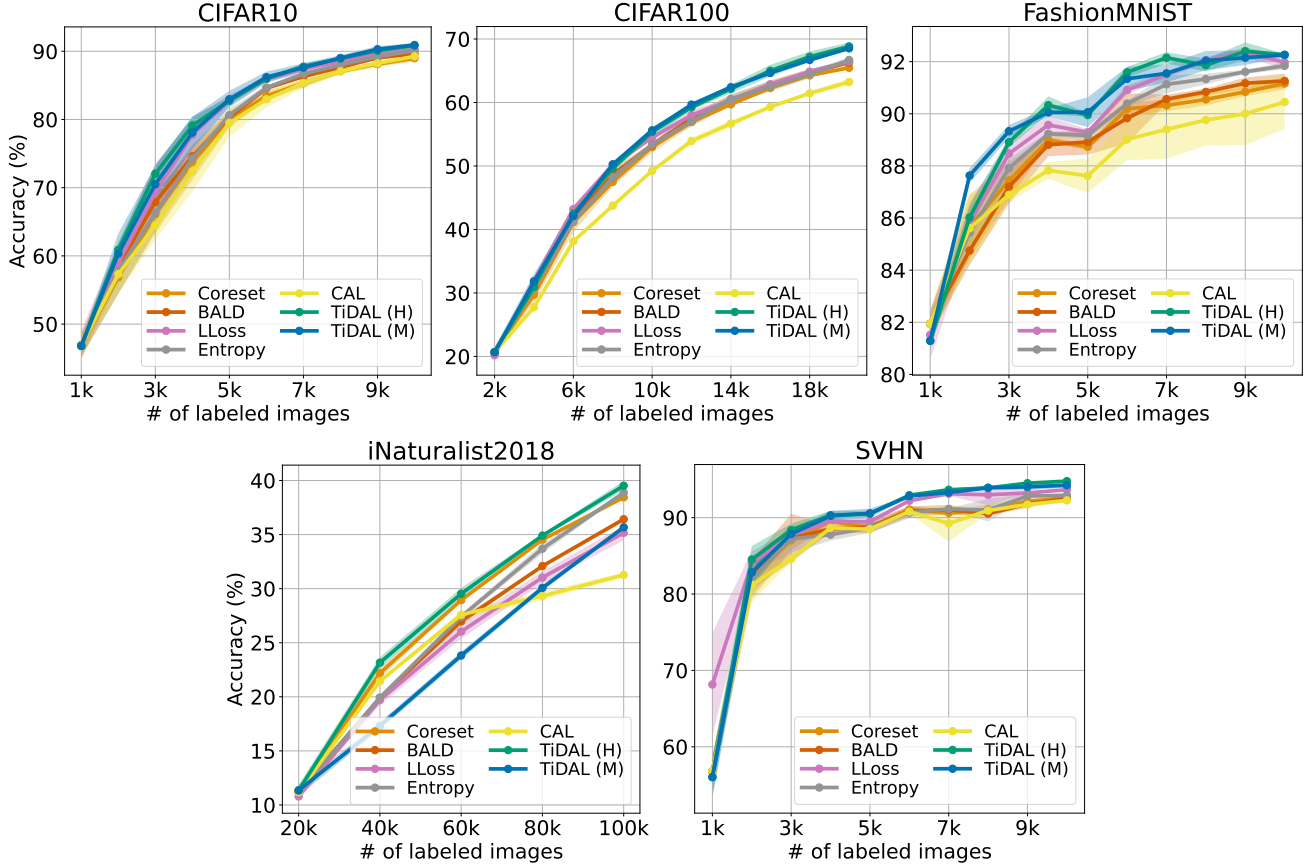 CIFAR10
CIFAR100
FashionMNIST
Accuracy (%)
90
80
70
60
50
1k
3k
5k
7k
9k
# of labeled images
Coreset
BALD
LLoss
Entropy
CAL
TiDAL (H)
TiDAL (M)
70
60
50
40
30
20
2k
6k
10k
14k
18k
# of labeled images
Coreset
BALD
LLoss
Entropy
CAL
TiDAL (H)
TiDAL (M)
92
90
88
86
84
82
80
1k
3k
5k
7k
9k
# of labeled images
Coreset
BALD
LLoss
Entropy
CAL
TiDAL (H)
TiDAL (M)
iNaturalist2018
SVHN
Accuracy (%)
40
35
30
25
20
15
10
20k
40k
60k
80k
100k
# of labeled images
Coreset
BALD
LLoss
Entropy
CAL
TiDAL (H)
TiDAL (M)
90
80
70
60
1k
3k
5k
7k
9k
# of labeled images
Coreset
BALD
LLoss
Entropy
CAL
TiDAL (H)
TiDAL (M)